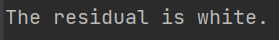 The residual is white.